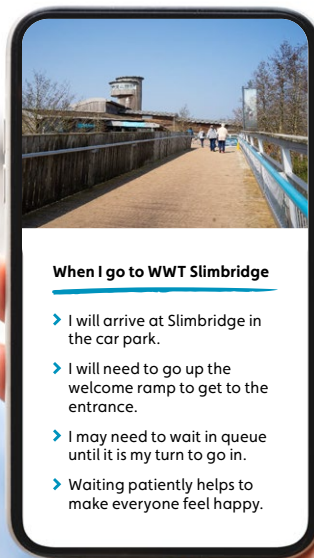 When I go to WWT Slimbridge
I will arrive at Slimbridge in
the car park.
I will need to go up the
welcome ramp to get to the
entrance.
I may need to wait in queue
until it is my turn to go in.
Waiting patiently helps to
make everyone feel happy.